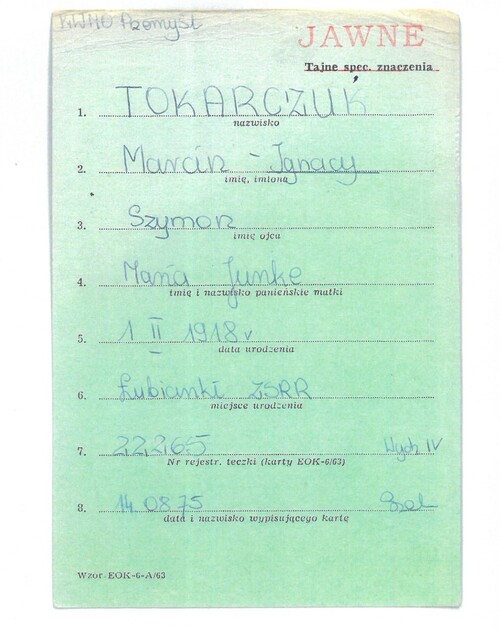 KWMO Przemyśl
JAWNE
Tajne spec. znaczenia
1. TOKARCZUK
nazwisko
2. Marcin - Ignacy
imię, imiona
3. Szymon
imię ojca
4. Maria Junke
imię i nazwisko panieńskie matki
5. 1 II 1918 r
data urodzenia
6. Łubianki ZSRR
miejsce urodzenia
7. 22265 Wydz IV
Nr rejestr. teczki (karty EOK-6/63)
8. 14 08 75
data i nazwisko wypisującego kartę
Wzór EOK-6-A/63